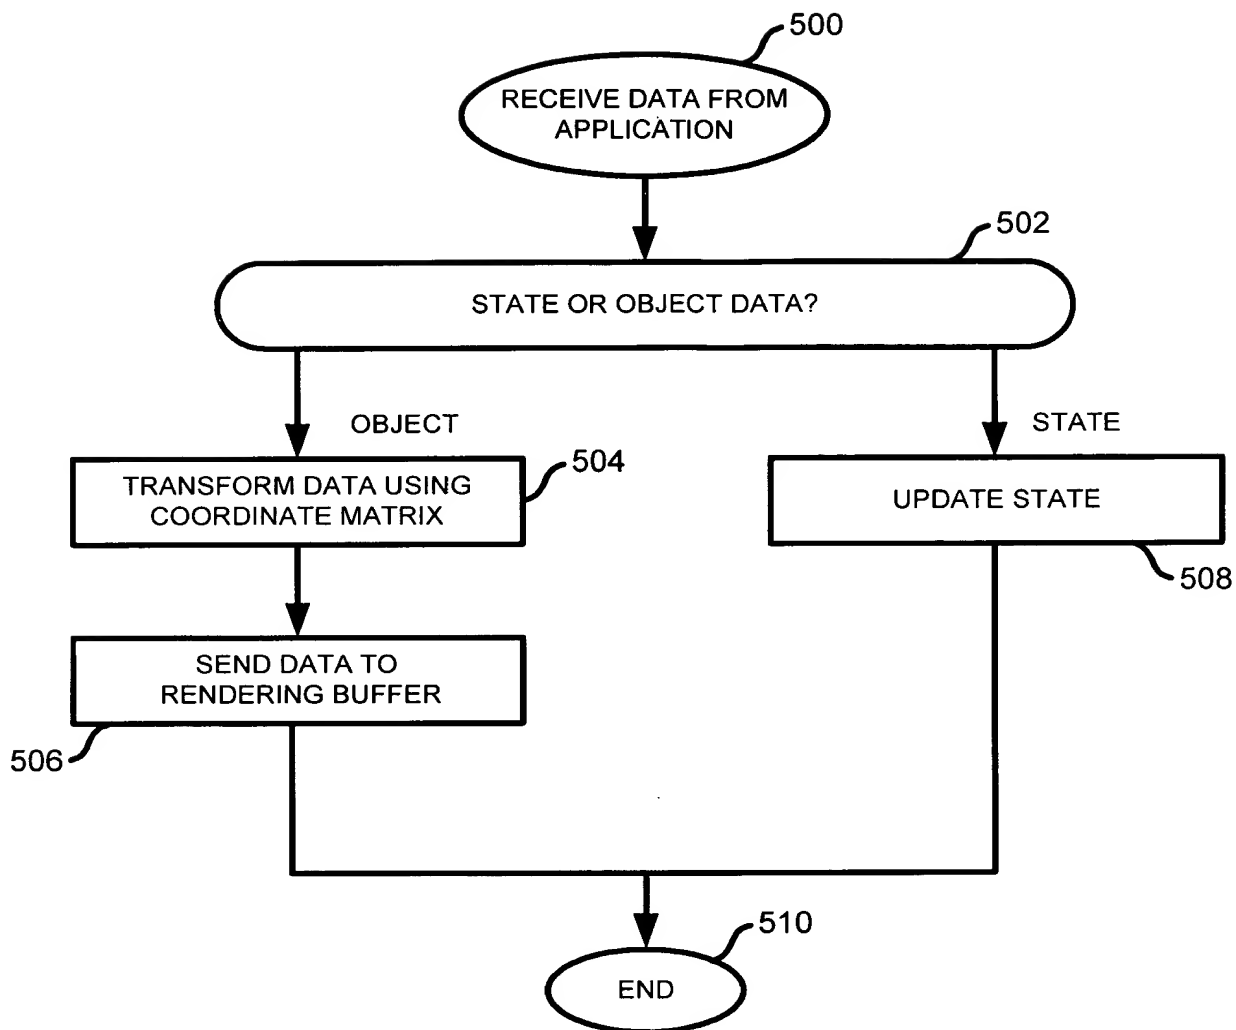 500
RECEIVE DATA FROM
APPLICATION
502
STATE OR OBJECT DATA?
OBJECT
STATE
504
TRANSFORM DATA USING
COORDINATE MATRIX
UPDATE STATE
508
SEND DATA TO
RENDERING BUFFER
506
510
END